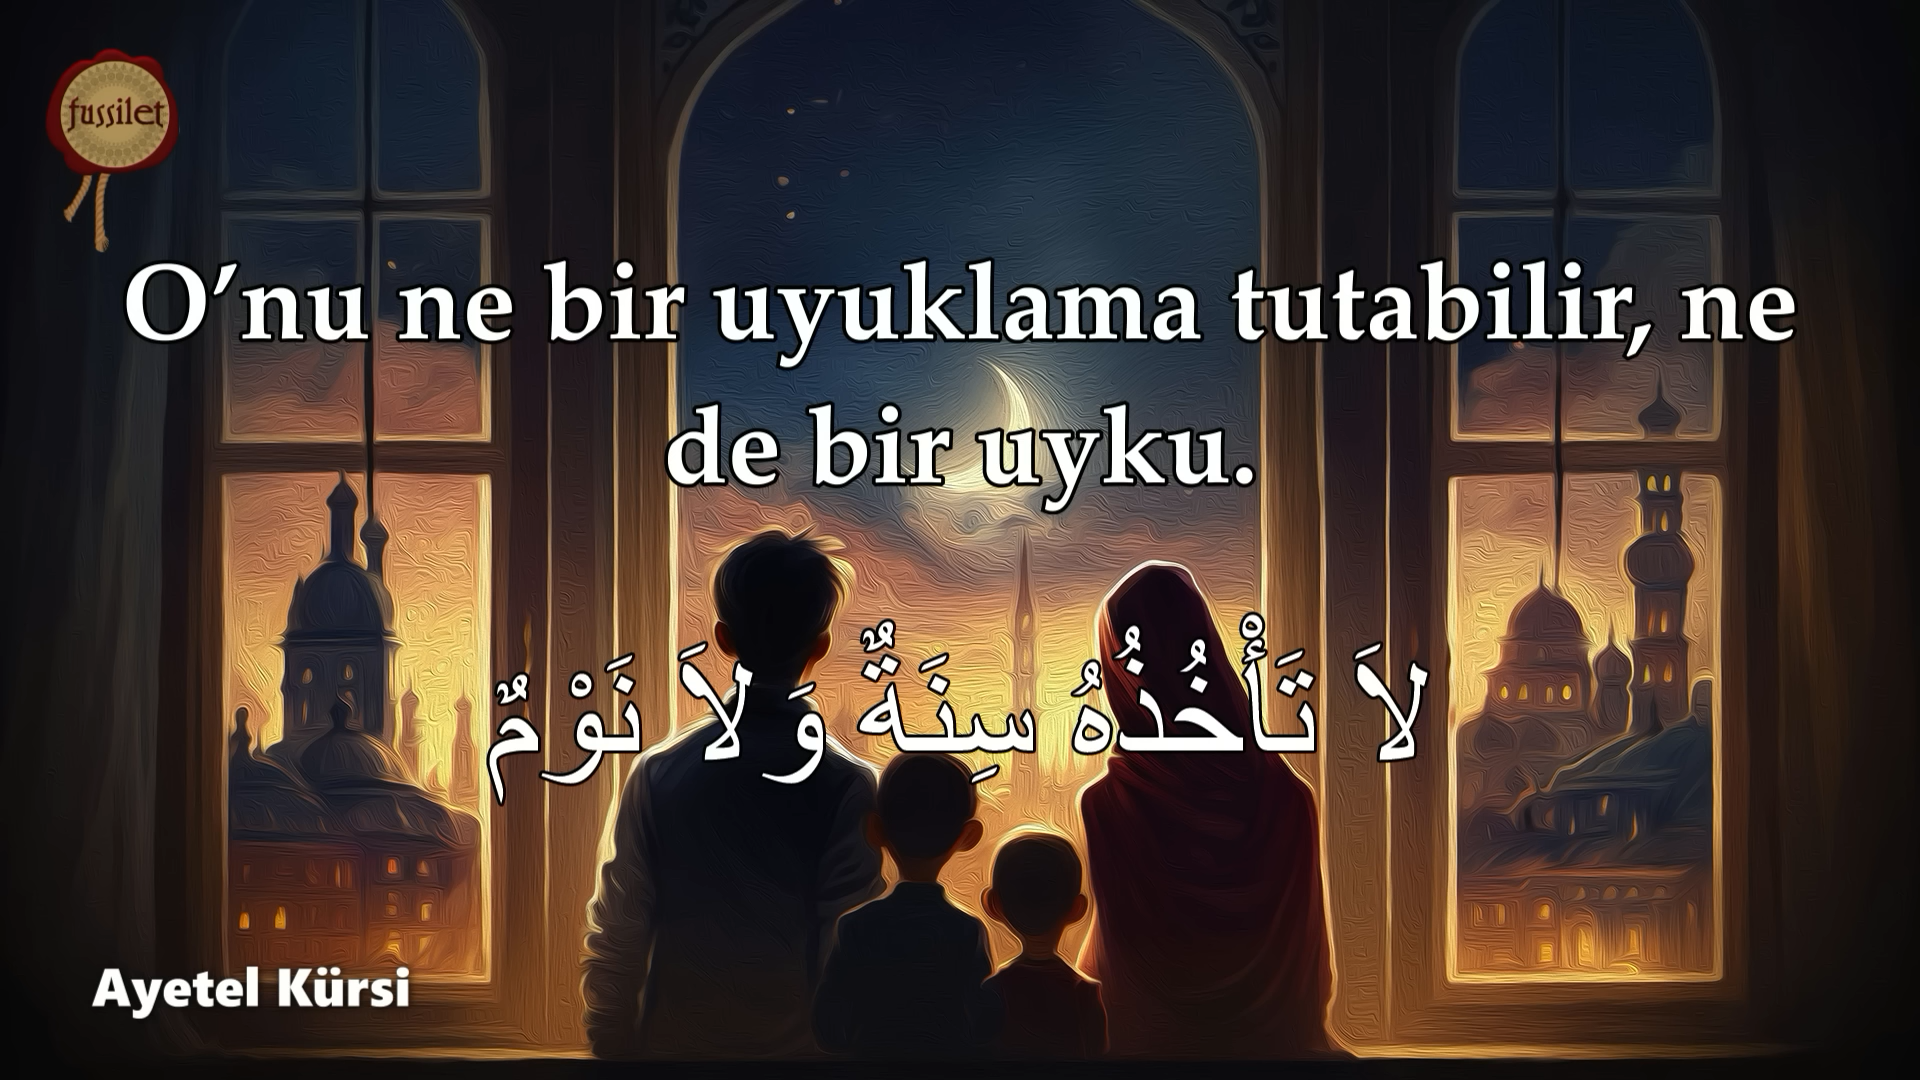 fussilet
O’nu ne bir uyuklama tutabilir, ne
de bir uyku.
لاَ تَأْخُذُهُ سِنَةٌ وَلاَ نَوْمٌ
Ayetel Kürsi